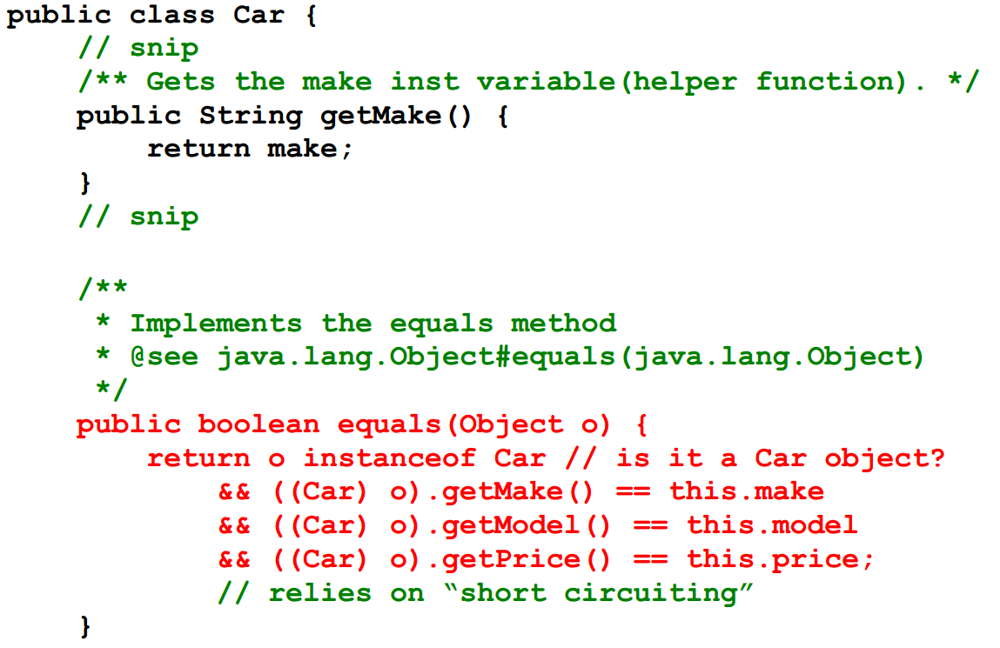 public class Car {
// snip
/** Gets the make inst variable(helper function). */
public String getMake() {
return make;
}
// snip
/**
* Implements the equals method
* @see java.lang.Object#equals(java.lang.Object)
*/
public boolean equals(Object o) {
return o instanceof Car // is it a Car object?
&& ((Car) o).getMake() == this.make
&& ((Car) o).getModel() == this.model
&& ((Car) o).getPrice() == this.price;
// relies on “short circuiting”
}